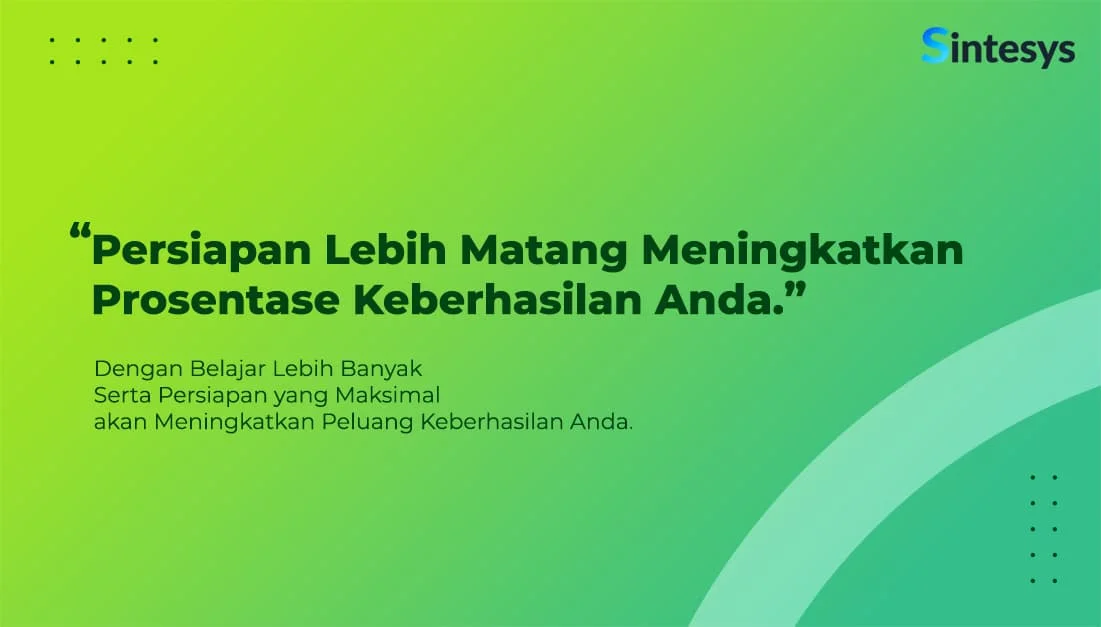 Sintesys
“Persiapan Lebih Matang Meningkatkan
Prosentase Keberhasilan Anda.”
Dengan Belajar Lebih Banyak
Serta Persiapan yang Maksimal
akan Meningkatkan Peluang Keberhasilan Anda.